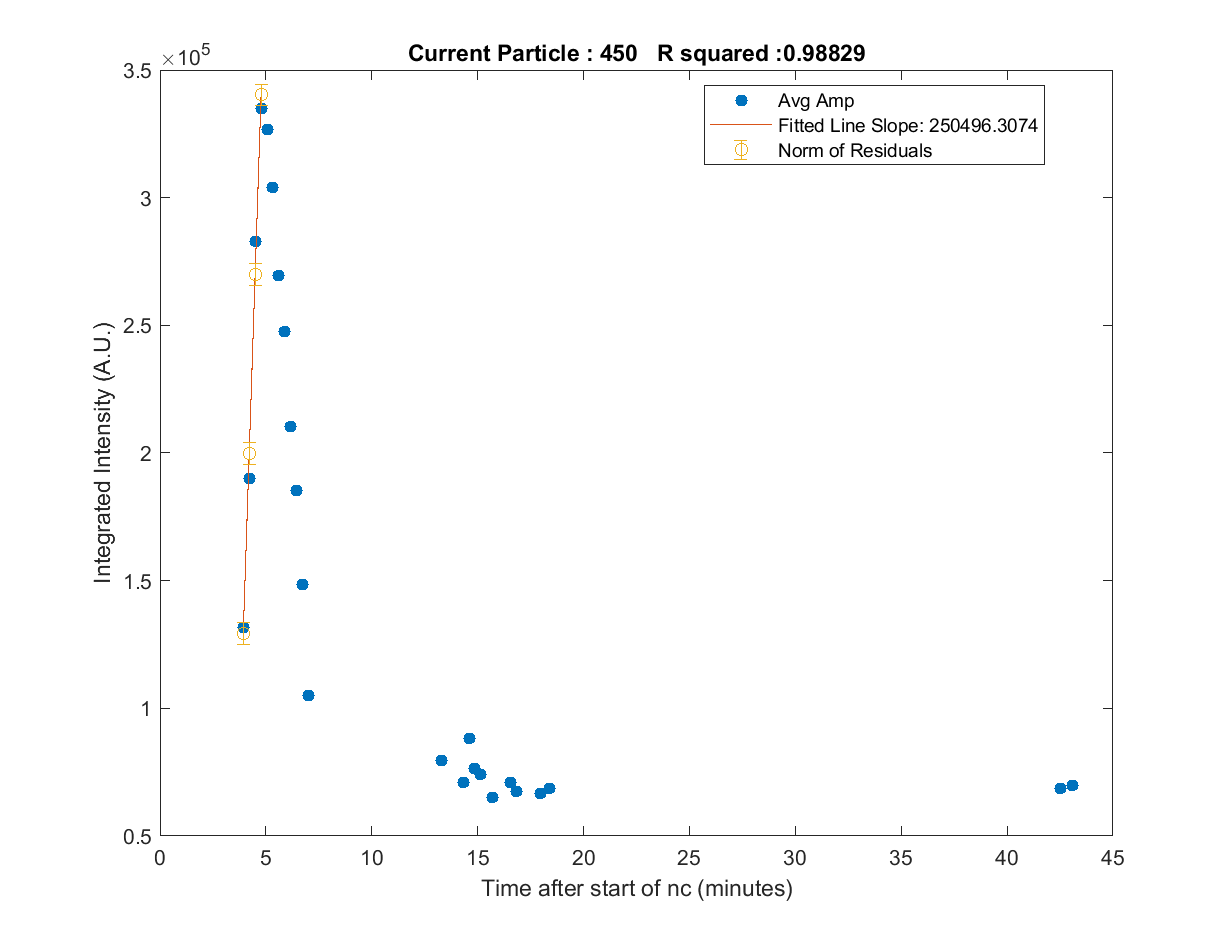 Current Particle : 450 R squared :0.98829
×10^5
3.5
3
2.5
2
1.5
1
0.5
0 5 10 15 20 25 30 35 40 45
Integrated Intensity (A.U.)
Time after start of nc (minutes)
Avg Amp
Fitted Line Slope: 250496.3074
Norm of Residuals